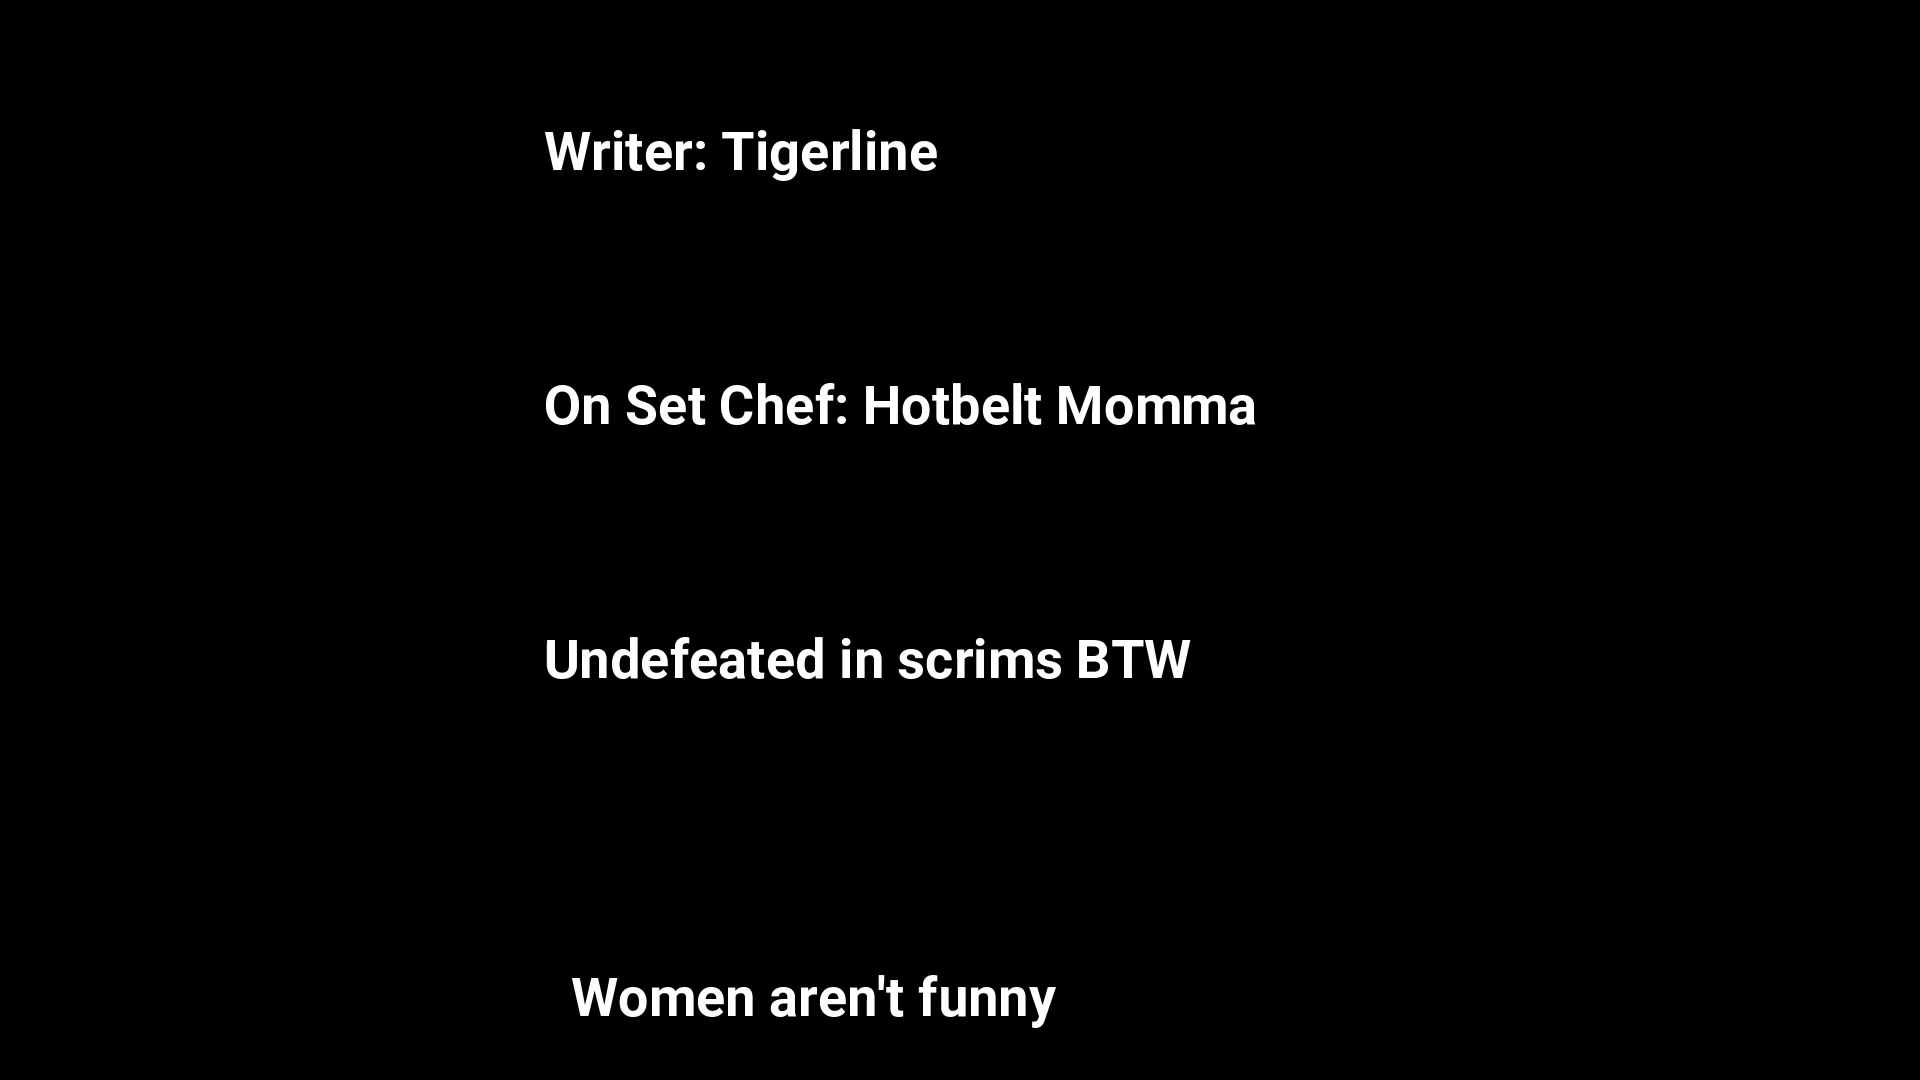 Writer: Tigerline
On Set Chef: Hotbelt Momma
Undefeated in scrims BTW
Women aren't funny